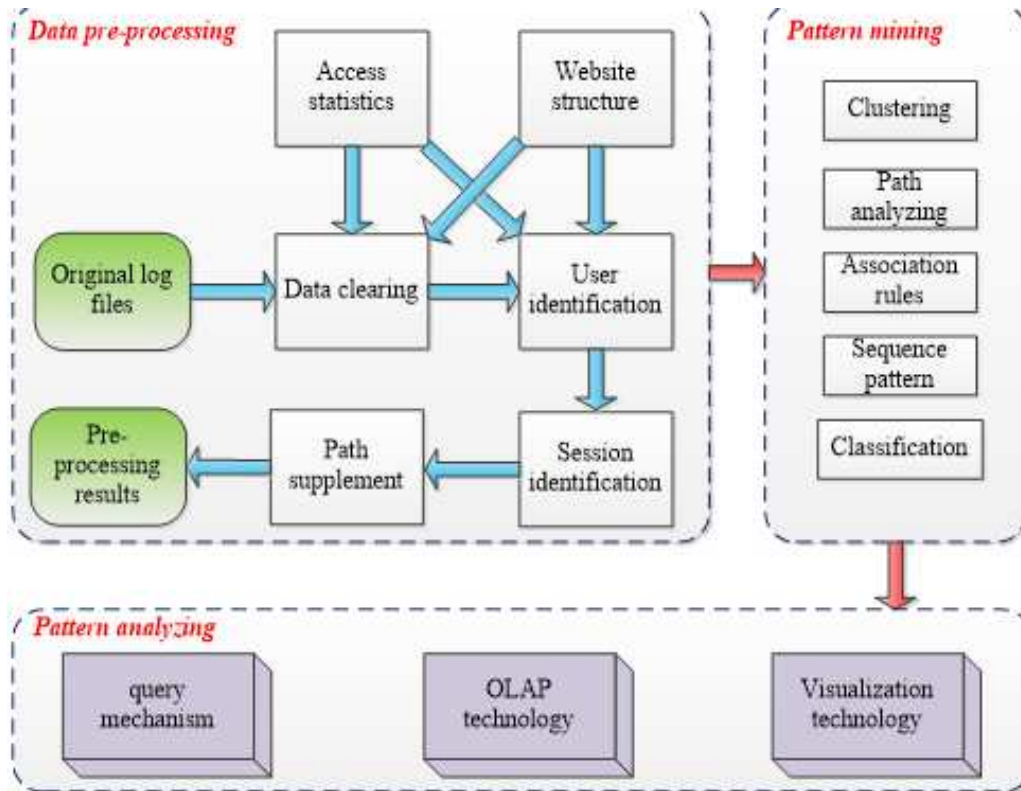 Data pre-processing
Access
statistics
Website
structure
Original log
files
Data clearing
User
identification
Pre-
processing
results
Path
supplement
Session
identification
Pattern mining
Clustering
Path
analyzing
Association
rules
Sequence
pattern
Classification
Pattern analyzing
query
mechanism
OLAP
technology
Visualization
technology